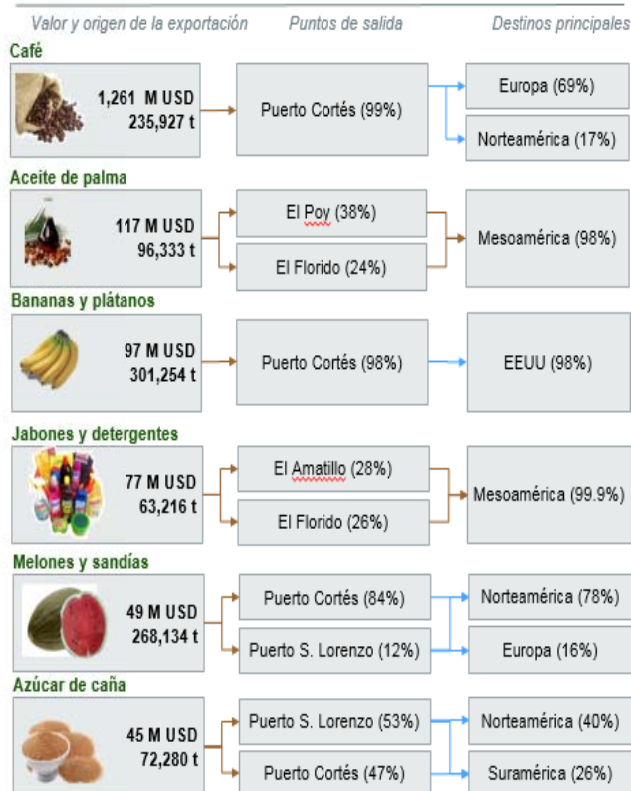 Valor y origen de la exportación
Puntos de salida
Destinos principales
Café
1,261 M USD
235,927 t
Puerto Cortés (99%)
Europa (69%)
Norteamérica (17%)
Aceite de palma
117 M USD
96,333 t
El Poy (38%)
El Florido (24%)
Mesoamérica (98%)
Bananas y plátanos
97 M USD
301,254 t
Puerto Cortés (98%)
EEUU (98%)
Jabones y detergentes
77 M USD
63,216 t
El Amatillo (28%)
El Florido (26%)
Mesoamérica (99.9%)
Melones y sandías
49 M USD
268,134 t
Puerto Cortés (84%)
Puerto S. Lorenzo (12%)
Norteamérica (78%)
Europa (16%)
Azúcar de caña
45 M USD
72,280 t
Puerto S. Lorenzo (53%)
Puerto Cortés (47%)
Norteamérica (40%)
Suramérica (26%)